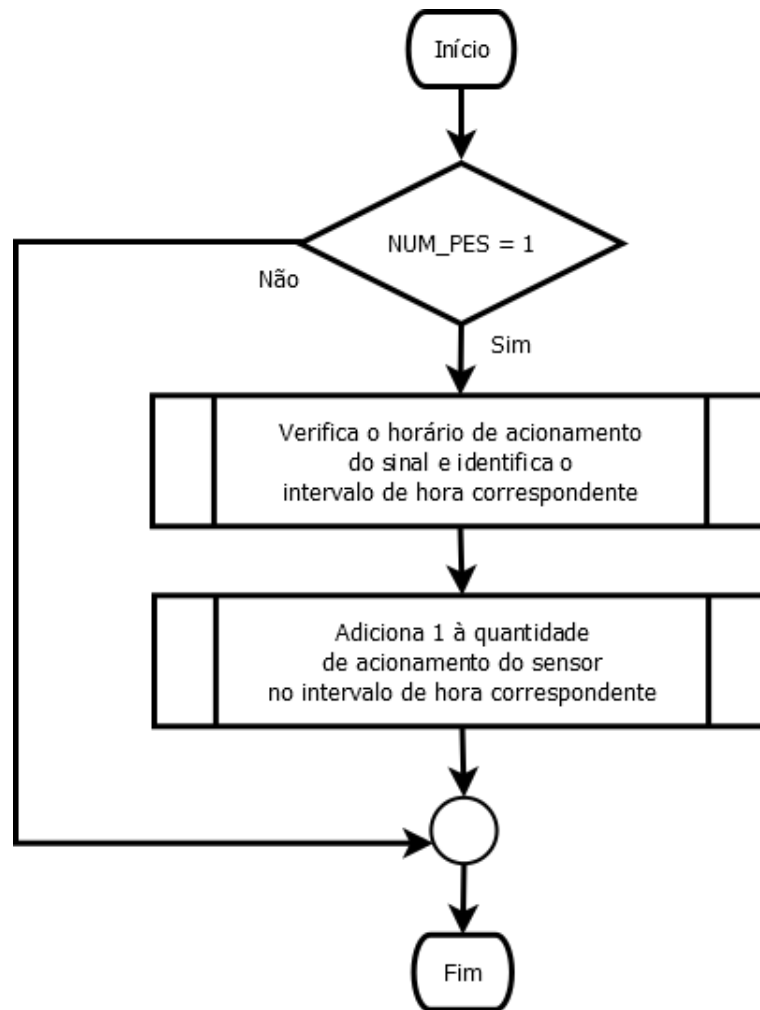 Início
NUM_PES = 1
Não
Sim
Verifica o horário de acionamento
do sinal e identifica o
intervalo de hora correspondente
Adiciona 1 à quantidade
de acionamento do sensor
no intervalo de hora correspondente
Fim